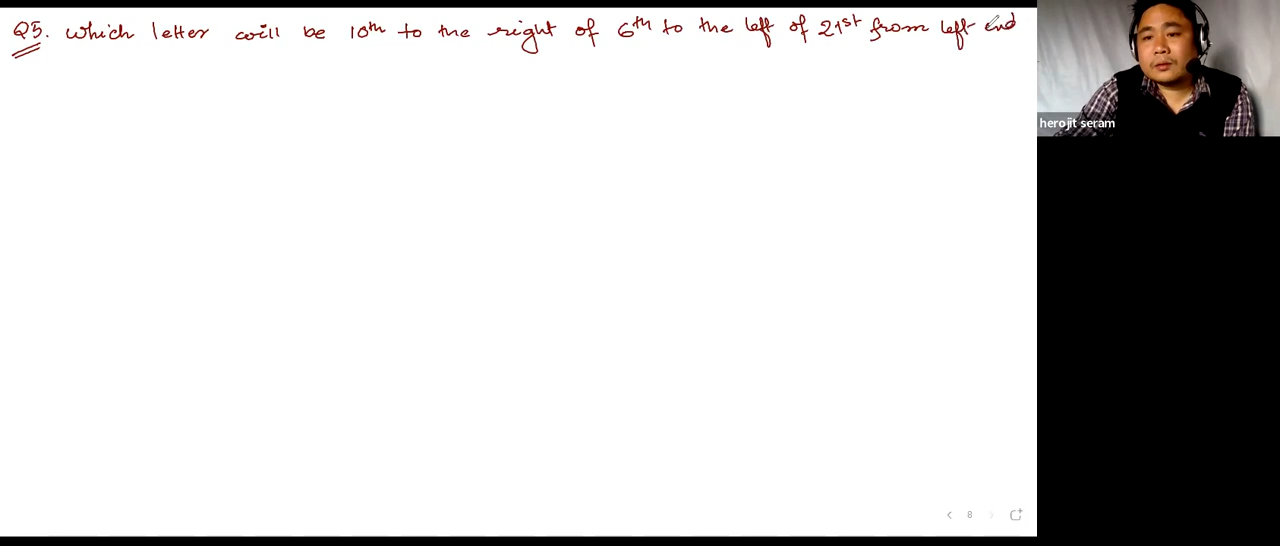 Q5. Which letter will be 10th to the right of 6th to the left of 21st from left end
herojit seram
8